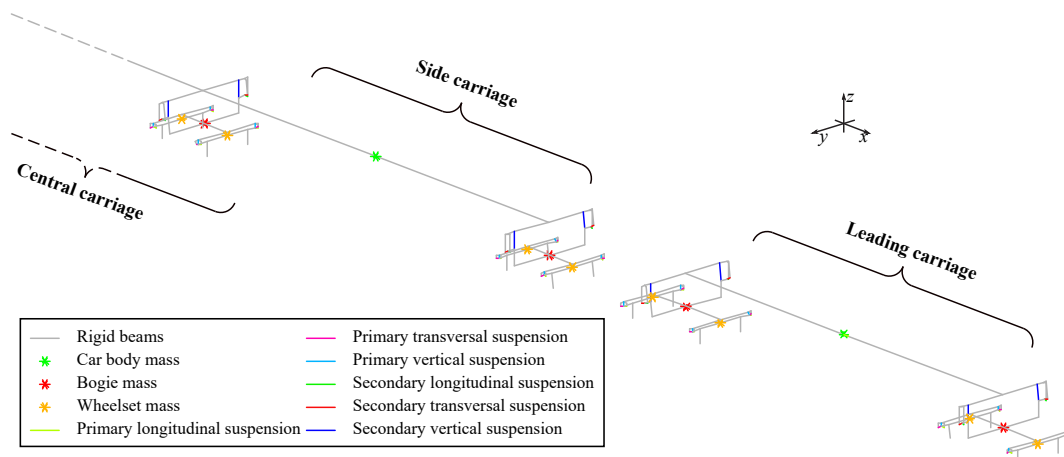 Side carriage
z
y
x
Central carriage
Leading carriage
Rigid beams
Car body mass
Bogie mass
Wheelset mass
Primary longitudinal suspension
Primary transversal suspension
Primary vertical suspension
Secondary longitudinal suspension
Secondary transversal suspension
Secondary vertical suspension